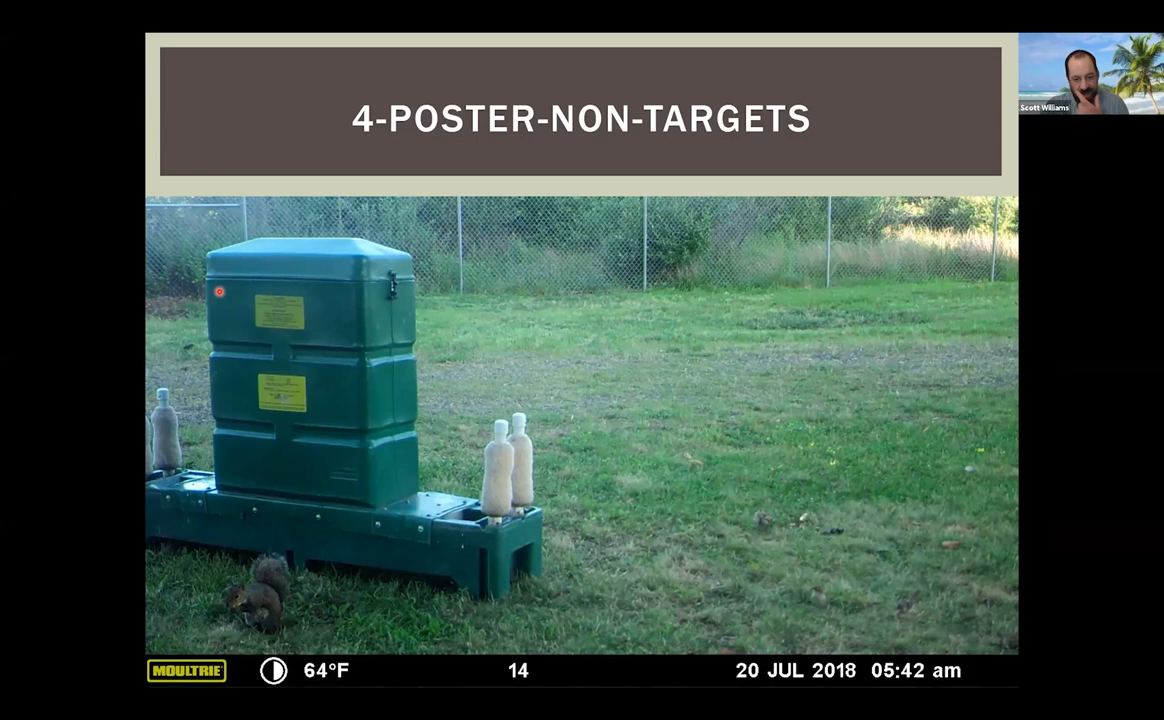 4-POSTER-NON-TARGETS
Scott Williams
MOULTRIE 64°F 14 20 JUL 2018 05:42 am